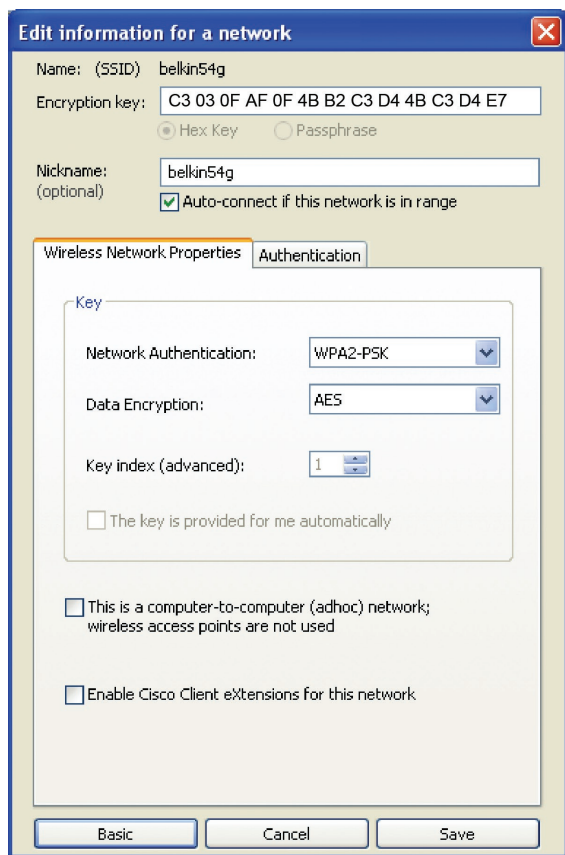 Edit information for a network
Name: (SSID) belkin54g
Encryption key: C3 03 0F AF 0F 4B B2 C3 D4 4B C3 D4 E7
Hex Key Passphrase
Nickname: belkin54g
(optional)
Auto-connect if this network is in range
Wireless Network Properties Authentication
Key
Network Authentication: WPA2-PSK
Data Encryption: AES
Key index (advanced): 1
The key is provided for me automatically
This is a computer-to-computer (adhoc) network;
wireless access points are not used
Enable Cisco Client eXtensions for this network
Basic Cancel Save